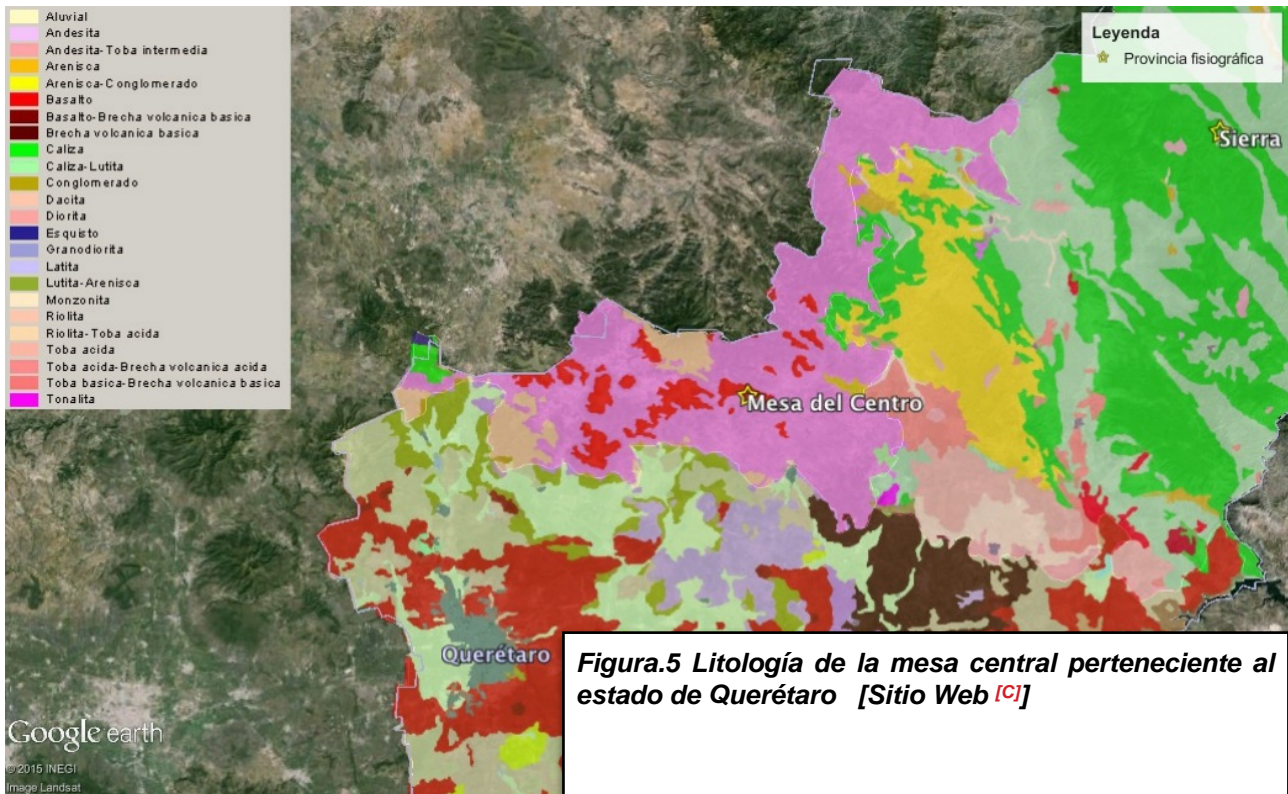 Aluvial
Andesita
Andesita-Toba intermedia
Arenisca
Arenisca-Conglomerado
Basalto
Basalto-Brecha volcanica basica
Brecha volcanica basica
Caliza
Caliza-Lutita
Conglomerado
Dacita
Diorita
Esquisto
Granodiorita
Latita
Lutita-Arenisca
Monzonita
Riolita
Riolita-Toba acida
Toba acida
Toba acida-Brecha volcanica acida
Toba basica-Brecha volcanica basica
Tonalita
Leyenda
Provincia fisiográfica
Sierra
Mesa del Centro
Querétaro
Figura.5 Litología de la mesa central perteneciente al
estado de Querétaro [Sitio Web [C]]
Google earth
© 2015 INEGI
Image Landsat